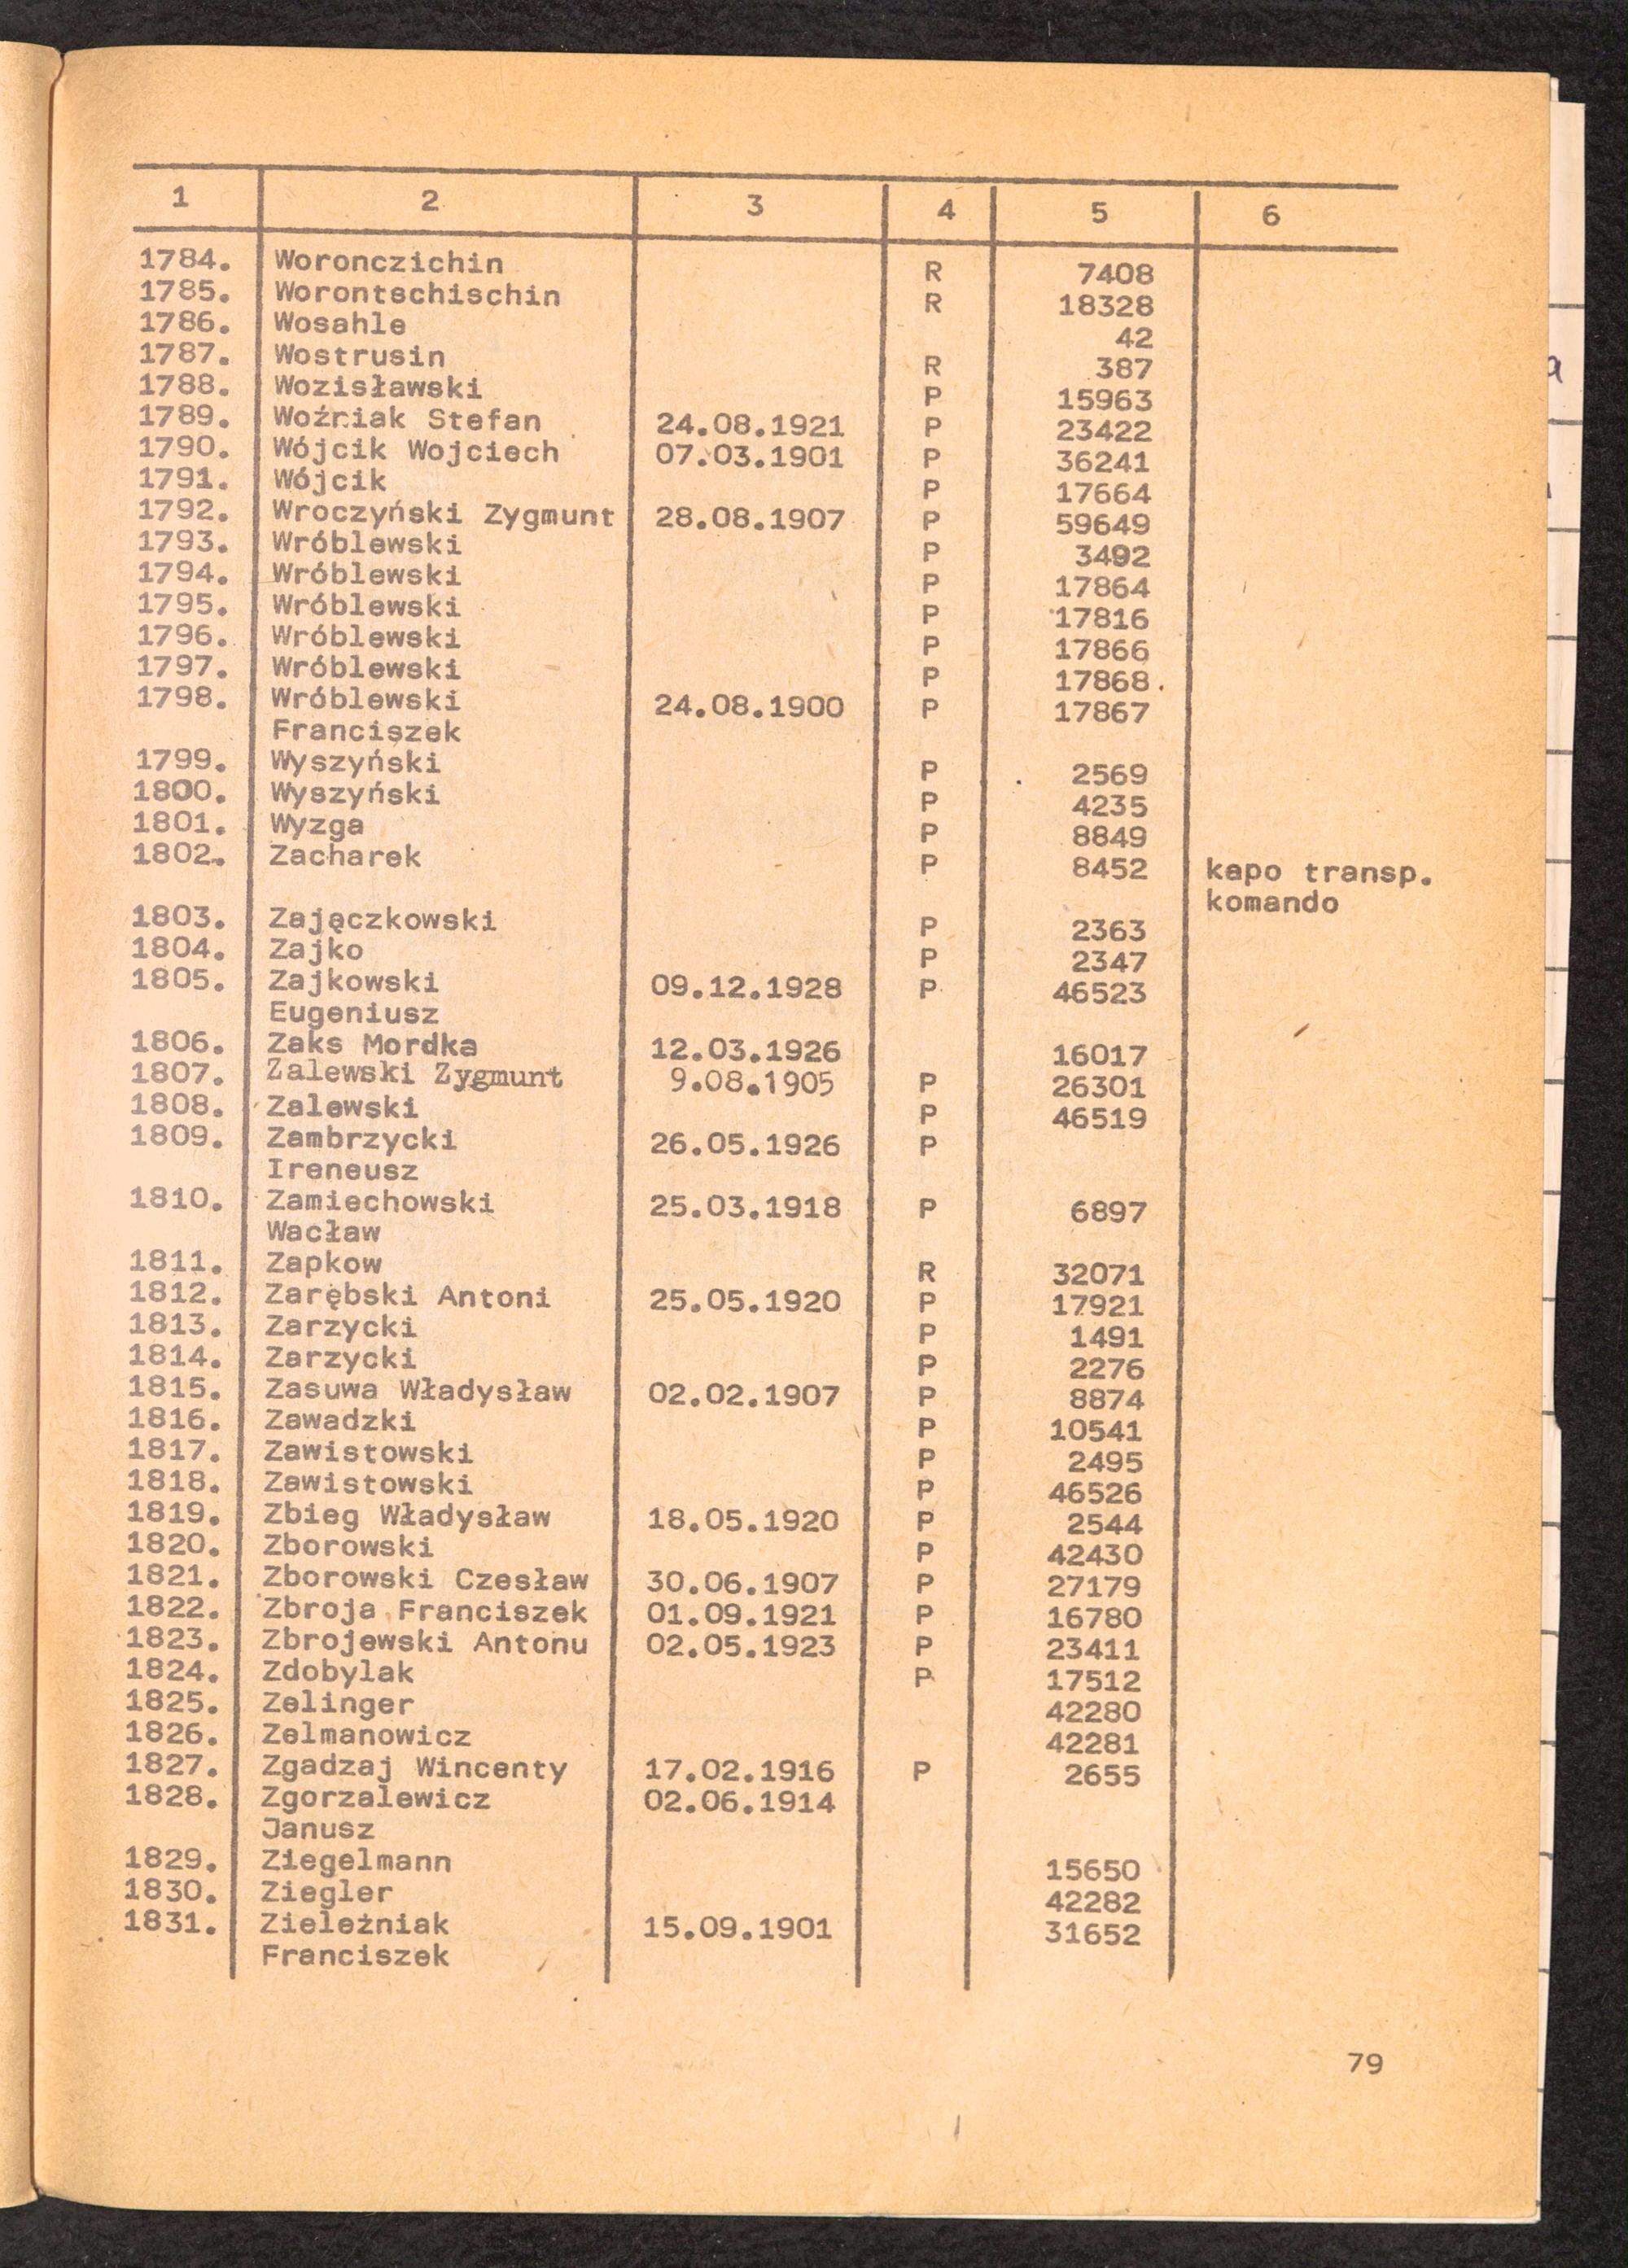 1 2 3 4 5 6
1784. Woronczichin R 7408
1785. Worontschischin R 18328
1786. Wosahle 42
1787. Wostrusin R 387
1788. Wozisławski P 15963
1789. Woźniak Stefan 24.08.1921 P 23422
1790. Wójcik Wojciech 07.03.1901 P 36241
1791. Wójcik P 17664
1792. Wroczyński Zygmunt 28.08.1907 P 59649
1793. Wróblewski P 3492
1794. Wróblewski P 17864
1795. Wróblewski P 17816
1796. Wróblewski P 17866
1797. Wróblewski P 17868
1798. Wróblewski 24.08.1900 P 17867
Franciszek
1799. Wyszyński P 2569
1800. Wyszyński P 4235
1801. Wyzga P 8849
1802. Zacharek P 8452 kapo transp.
komando
1803. Zajączkowski P 2363
1804. Zajko P 2347
1805. Zajkowski 09.12.1928 P 46523
Eugeniusz
1806. Zaks Mordka 12.03.1926 16017
1807. Zalewski Zygmunt 9.08.1905 P 26301
1808. Zalewski P 46519
1809. Zambrzycki 26.05.1926 P
Ireneusz
1810. Zamiechowski 25.03.1918 P 6897
Wacław
1811. Zapkow R 32071
1812. Zarębski Antoni 25.05.1920 P 17921
1813. Zarzycki P 1491
1814. Zarzycki P 2276
1815. Zasuwa Władysław 02.02.1907 P 8874
1816. Zawadzki P 10541
1817. Zawistowski P 2495
1818. Zawistowski P 46526
1819. Zbieg Władysław 18.05.1920 P 2544
1820. Zborowski P 42430
1821. Zborowski Czesław 30.06.1907 P 27179
1822. Zbroja Franciszek 01.09.1921 P 16780
1823. Zbrojewski Antonu 02.05.1923 P 23411
1824. Zdobylak P 17512
1825. Zelinger 42280
1826. Zelmanowicz 42281
1827. Zgadzaj Wincenty 17.02.1916 P 2655
1828. Zgorzalewicz 02.06.1914
Janusz
1829. Ziegelmann 15650
1830. Ziegler 42282
1831. Zieleżniak 15.09.1901 31652
Franciszek
79